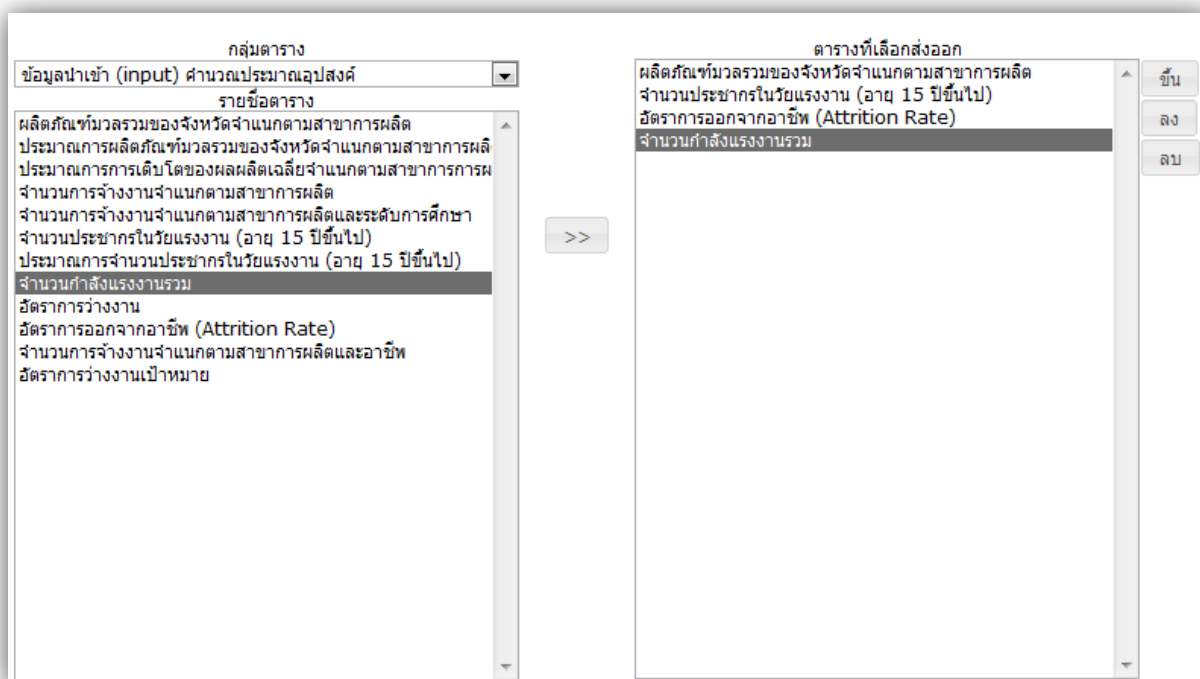 กลุ่มตาราง
ข้อมูลนำเข้า (input) คำนวณประมาณอุปสงค์
รายชื่อตาราง
ผลิตภัณฑ์มวลรวมของจังหวัดจำแนกตามสาขาการผลิต
ประมาณการผลิตภัณฑ์มวลรวมของจังหวัดจำแนกตามสาขาการผลิ
ประมาณการการเติบโตของผลผลิตเฉลี่ยจำแนกตามสาขาการการผ
จำนวนการจ้างงานจำแนกตามสาขาการผลิต
จำนวนการจ้างงานจำแนกตามสาขาการผลิตและระดับการศึกษา
จำนวนประชากรในวัยแรงงาน (อายุ 15 ปีขึ้นไป)
ประมาณการจำนวนประชากรในวัยแรงงาน (อายุ 15 ปีขึ้นไป)
จำนวนกำลังแรงงานรวม
อัตราการว่างงาน
อัตราการออกจากอาชีพ (Attrition Rate)
จำนวนการจ้างงานจำแนกตามสาขาการผลิตและอาชีพ
อัตราการว่างงานเป้าหมาย
>>
ตารางที่เลือกส่งออก
ผลิตภัณฑ์มวลรวมของจังหวัดจำแนกตามสาขาการผลิต
จำนวนประชากรในวัยแรงงาน (อายุ 15 ปีขึ้นไป)
อัตราการออกจากอาชีพ (Attrition Rate)
จำนวนกำลังแรงงานรวม
ขึ้น
ลง
ลบ